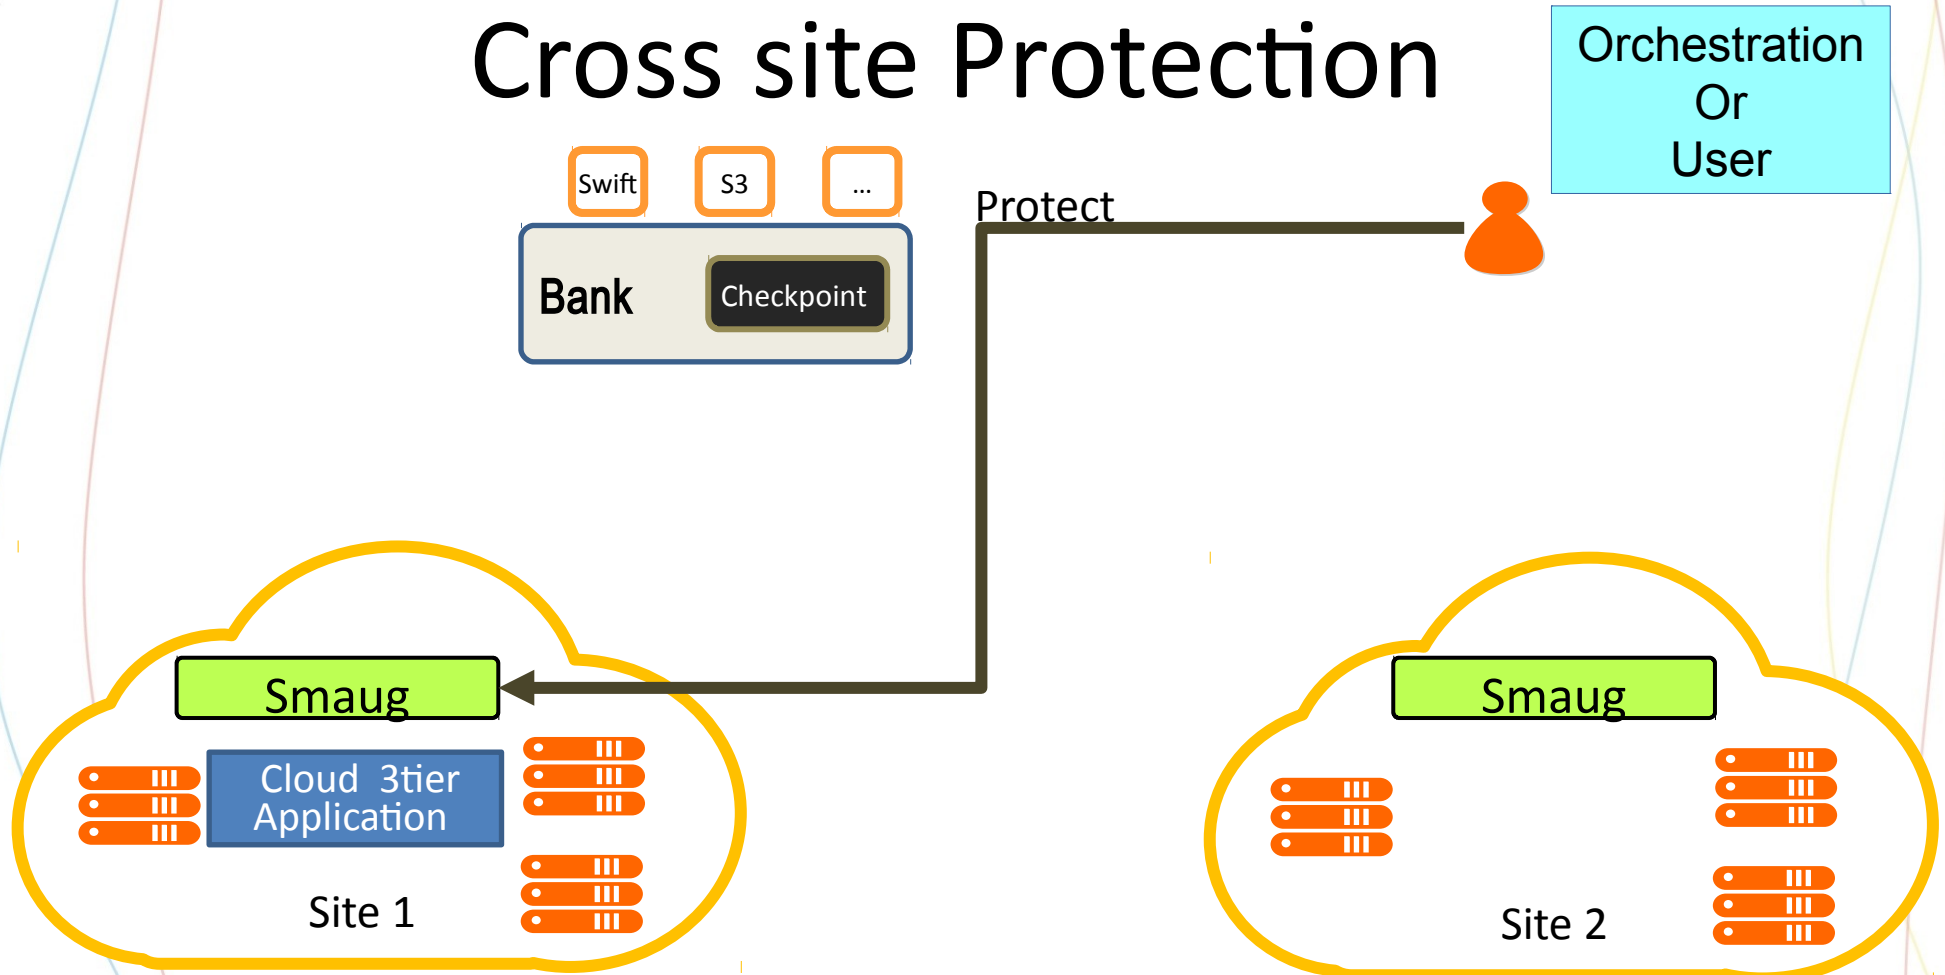 Cross site Protection
Orchestration
Or
User
Swift
S3
...
Protect
Bank
Checkpoint
Smaug
Cloud 3tier
Application
Site 1
Smaug
Site 2